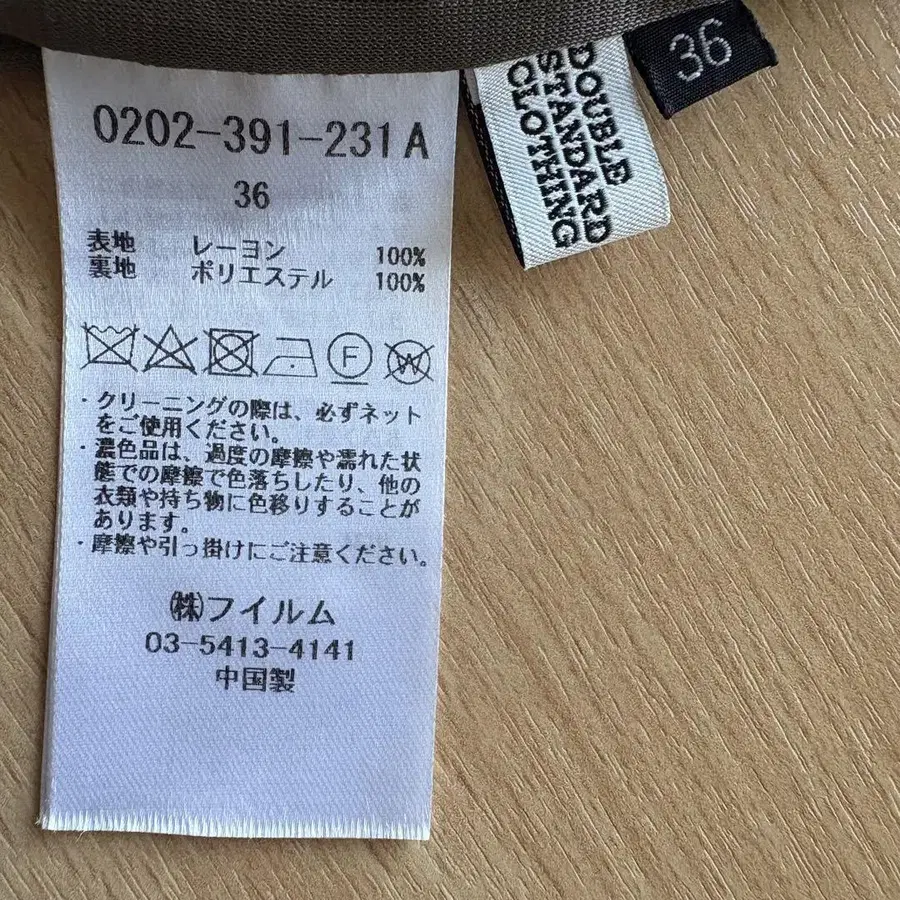 0202-391-231 A
36
表地 レーヨン 100%
裏地 ポリエステル 100%
F
W
・クリーニングの際は、必ずネット
をご使用ください。
・濃色品は、過度の摩擦や濡れた状
態での摩擦で色落ちしたり、他の
衣類や持ち物に色移りすることが
あります。
・摩擦や引っ掛けにご注意ください。
㈱フイルム
03-5413-4141
中国製
DOUBLE
STANDARD
CLOTHING
36